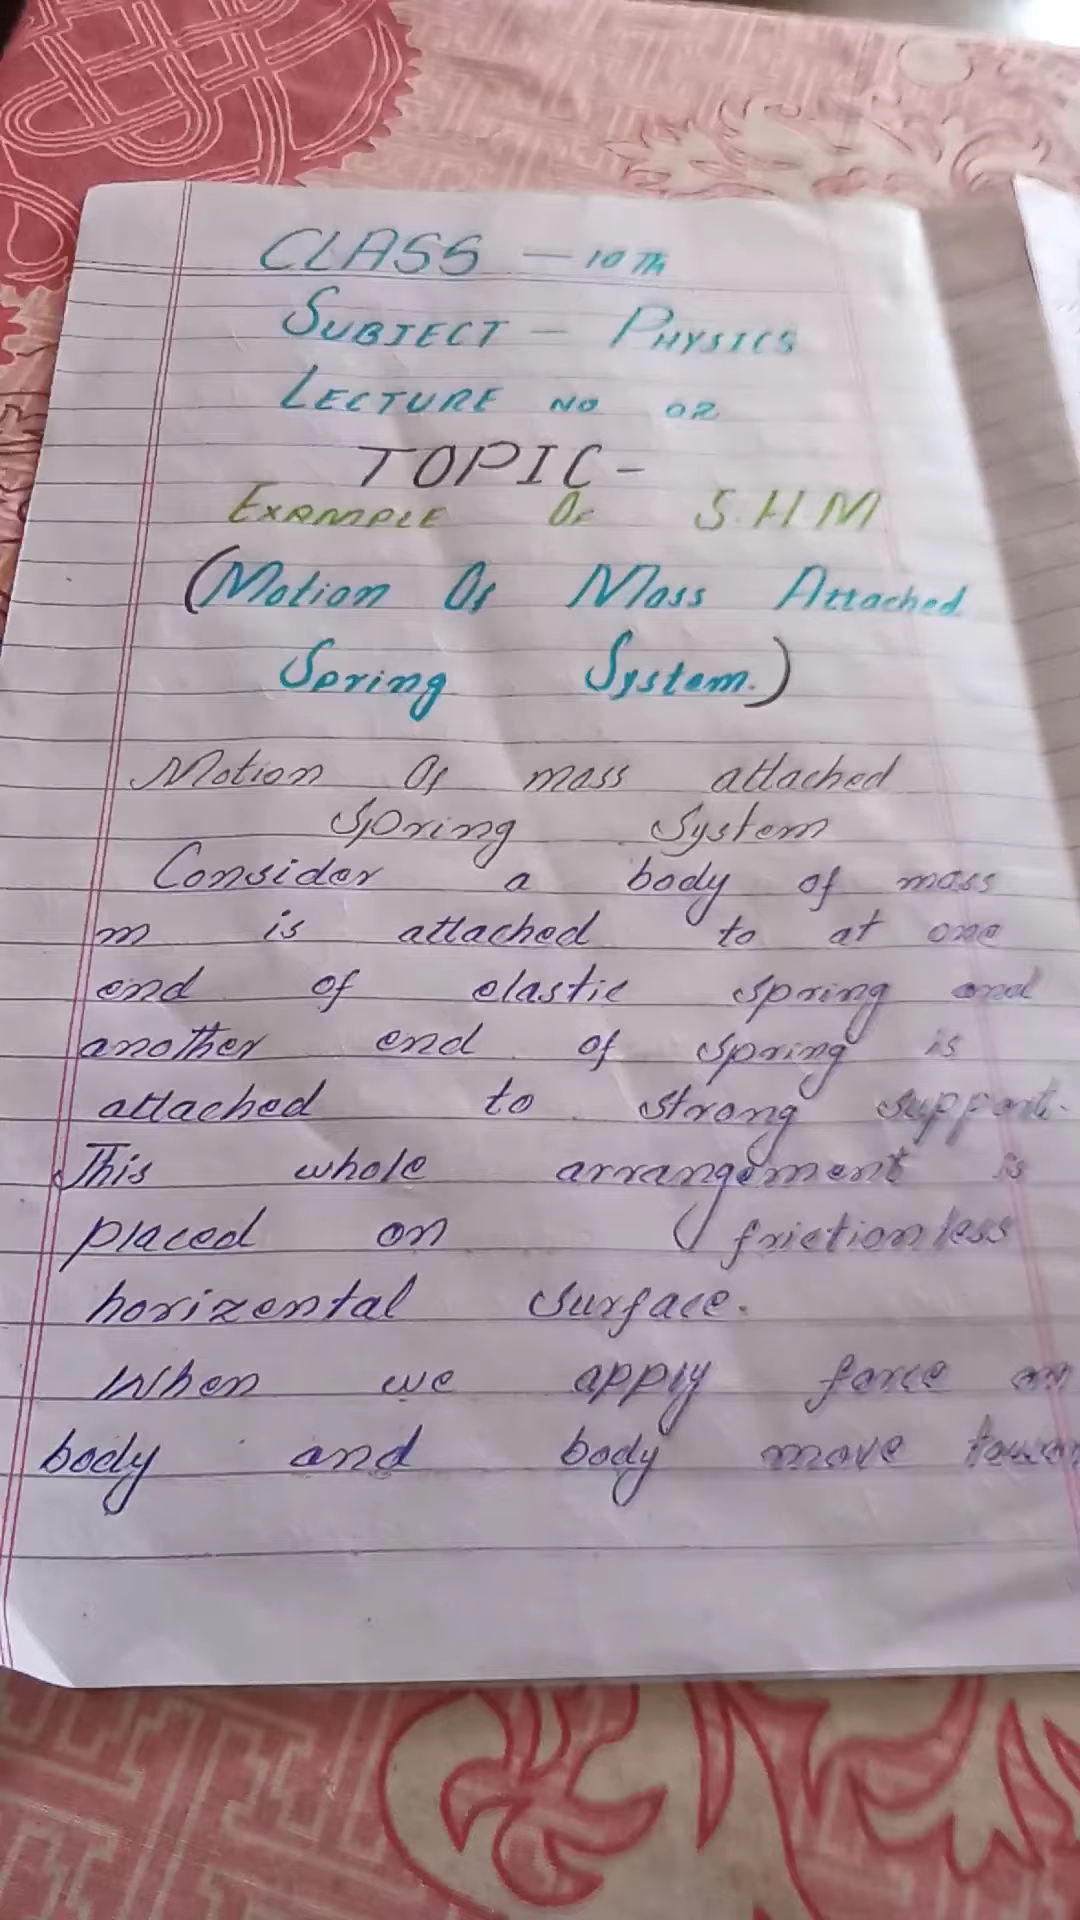 CLASS - 10Th
SUBJECT - PHYSICS
LECTURE NO 02
TOPIC -
EXAMPLE OF S.H.M
(Motion Of Mass Attached
Spring System.)
Motion Of mass attached
Spring System
Consider a body of mass
m is attached to at one
end of elastic spring and
another end of spring is
attached to strong support.
This whole arrangement is
placed on frictionless
horizental surface.
When we apply force on
body and body move